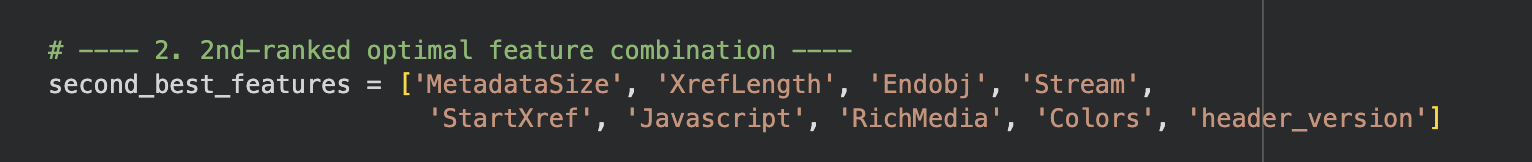 # ---- 2. 2nd-ranked optimal feature combination ----
second_best_features = ['MetadataSize', 'XrefLength', 'Endobj', 'Stream',
'StartXref', 'Javascript', 'RichMedia', 'Colors', 'header_version']